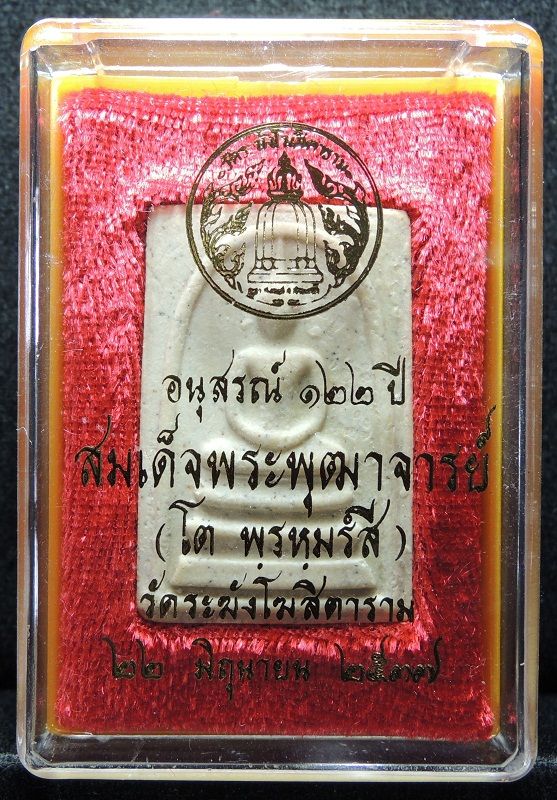 อนุสรณ์ ๑๒๒ ปี
สมเด็จพระพุฒาจารย์
(โต พฺรหฺมรํสี)
วัดระฆังโฆสิตาราม
๒๒ มิถุนายน ๒๕๓๗